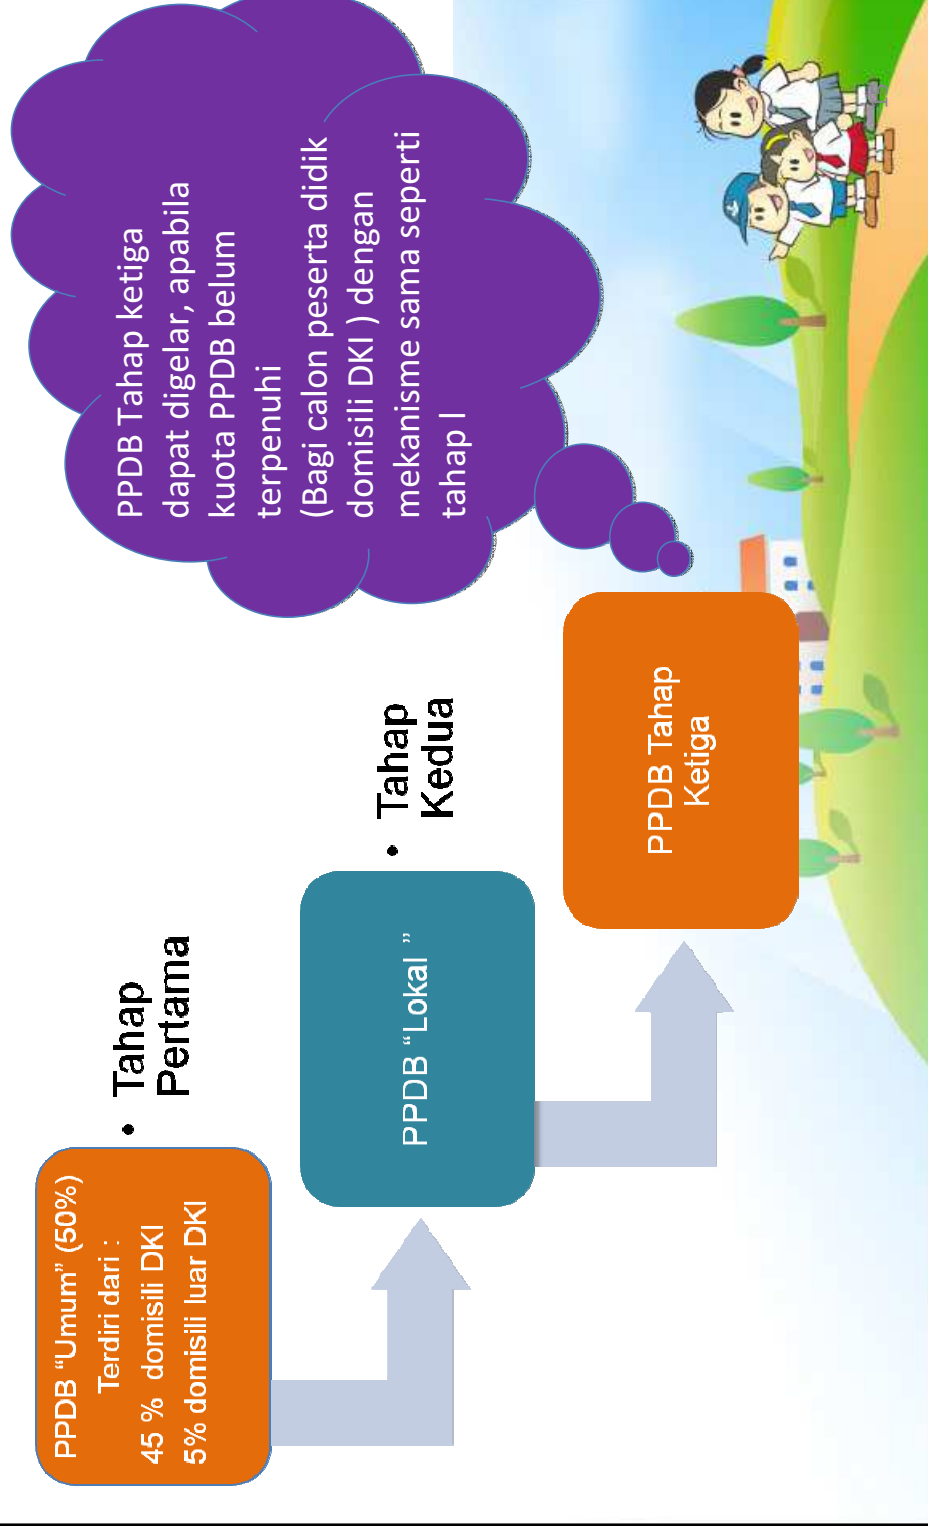 PPDB “Umum” (50%)
Terdiri dari :
45 % domisili DKI
5% domisili luar DKI
• Tahap
Pertama
PPDB “Lokal ”
• Tahap
Kedua
PPDB Tahap
Ketiga
PPDB Tahap ketiga
dapat digelar, apabila
kuota PPDB belum
terpenuhi
(Bagi calon peserta didik
domisili DKI ) dengan
mekanisme sama seperti
tahap I